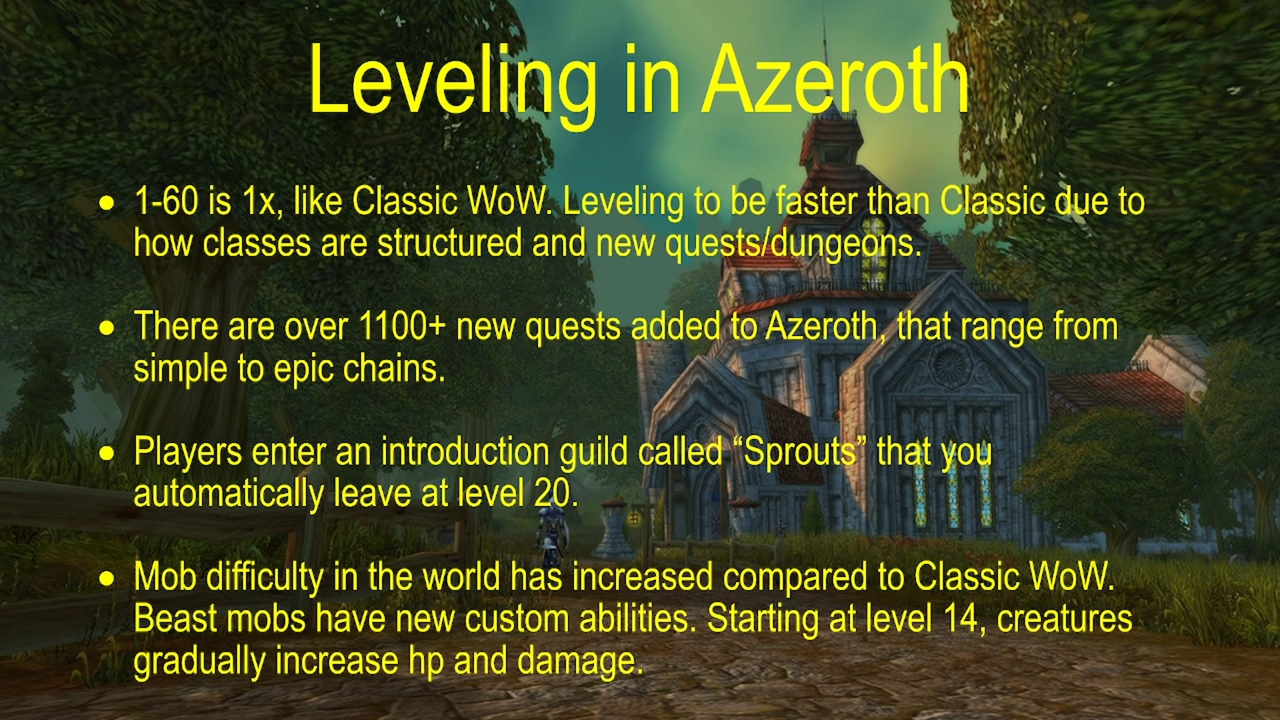 Leveling in Azeroth
• 1-60 is 1x, like Classic WoW. Leveling to be faster than Classic due to
how classes are structured and new quests/dungeons.
• There are over 1100+ new quests added to Azeroth, that range from
simple to epic chains.
• Players enter an introduction guild called “Sprouts” that you
automatically leave at level 20.
• Mob difficulty in the world has increased compared to Classic WoW.
Beast mobs have new custom abilities. Starting at level 14, creatures
gradually increase hp and damage.